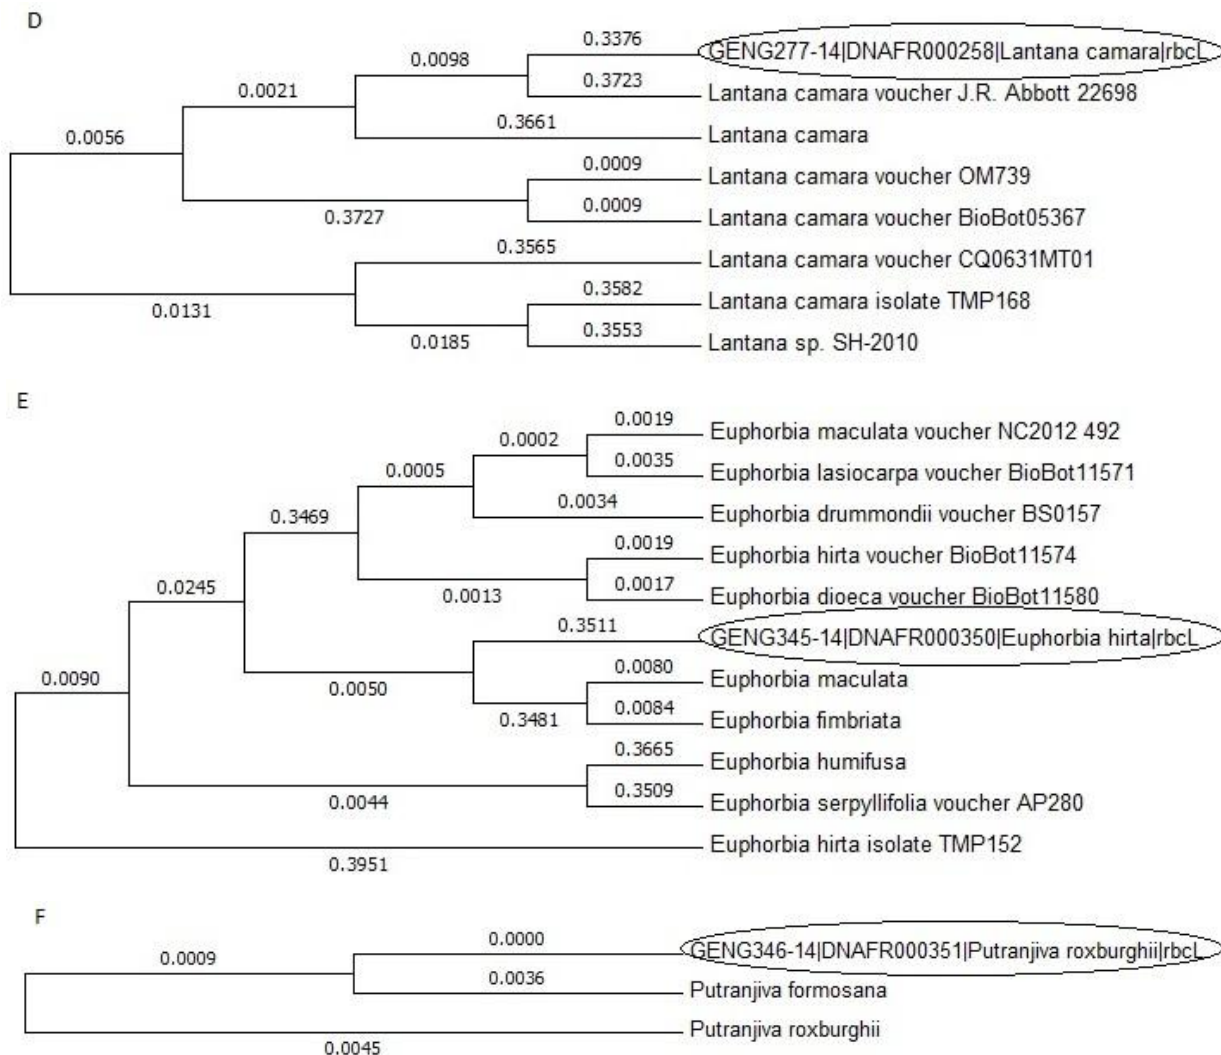 D
0.3376
GENG277-14|DNAFR000258|Lantana camara|rbcL
0.0098
0.3723
Lantana camara voucher J.R. Abbott 22698
0.0021
0.3661
Lantana camara
0.0056
0.0009
Lantana camara voucher OM739
0.0009
Lantana camara voucher BioBot05367
0.3727
0.3565
Lantana camara voucher CQ0631MT01
0.0131
0.3582
Lantana camara isolate TMP168
0.0185
0.3553
Lantana sp. SH-2010
E
0.0019
Euphorbia maculata voucher NC2012 492
0.0002
0.0035
Euphorbia lasiocarpa voucher BioBot11571
0.0005
0.0034
Euphorbia drummondii voucher BS0157
0.3469
0.0019
Euphorbia hirta voucher BioBot11574
0.0013
0.0017
Euphorbia dioeca voucher BioBot11580
0.0245
0.3511
GENG345-14|DNAFR000350|Euphorbia hirta|rbcL
0.0090
0.0050
0.0080
Euphorbia maculata
0.3481
0.0084
Euphorbia fimbriata
0.3665
Euphorbia humifusa
0.0044
0.3509
Euphorbia serpyllifolia voucher AP280
Euphorbia hirta isolate TMP152
0.3951
F
0.0000
GENG346-14|DNAFR000351|Putranjiva roxburghii|rbcL
0.0009
0.0036
Putranjiva formosana
Putranjiva roxburghii
0.0045